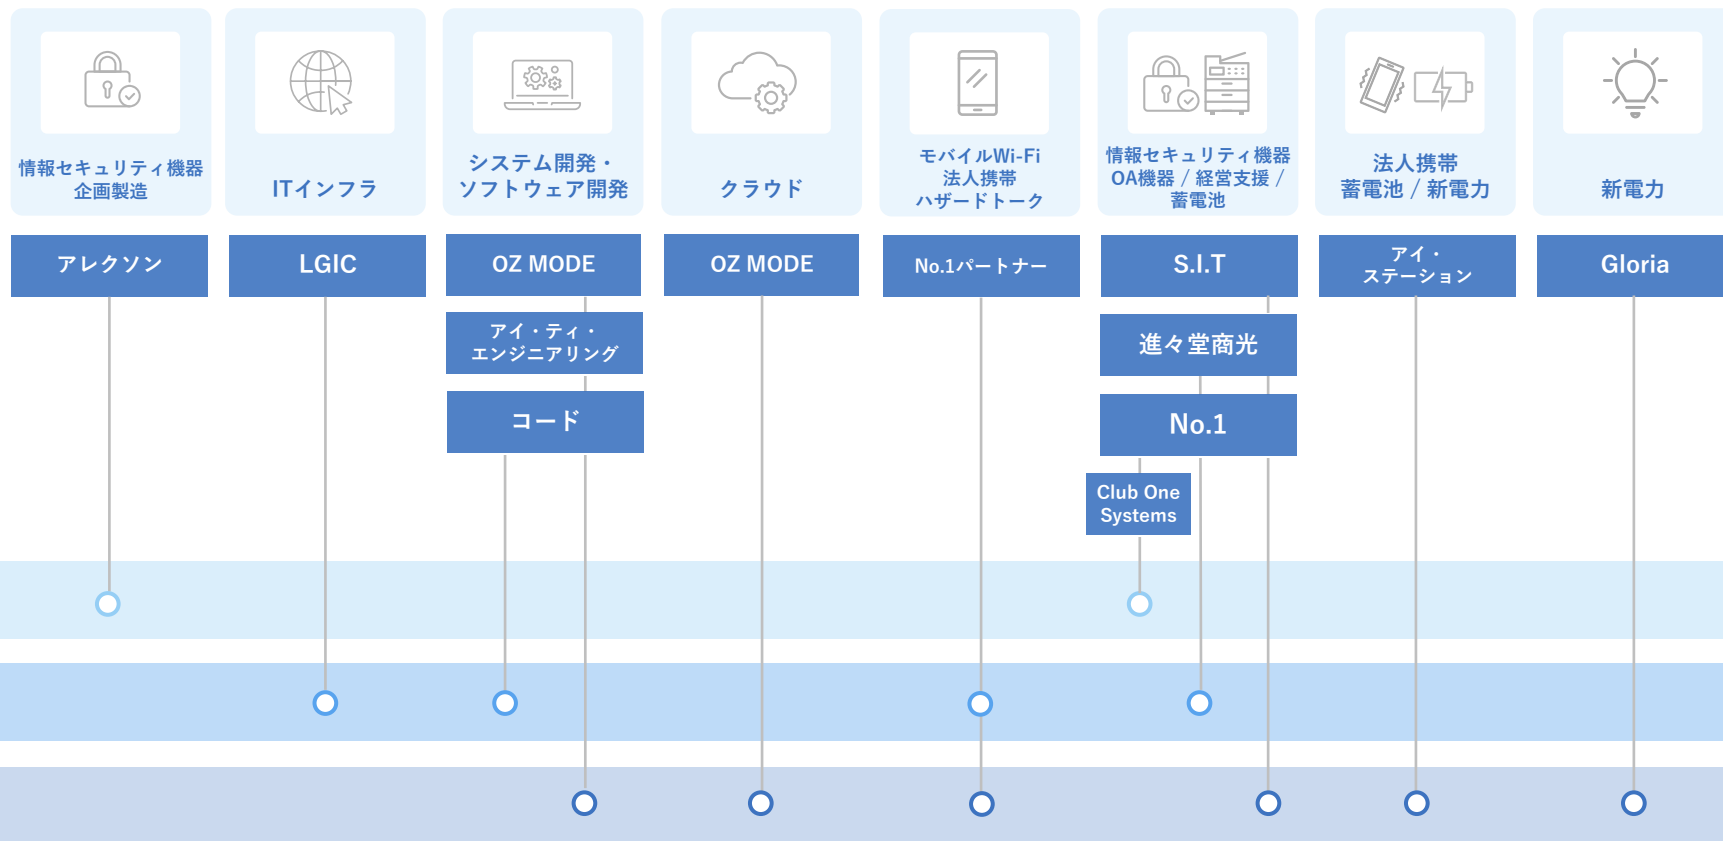 情報セキュリティ機器
企画製造
ITインフラ
システム開発・
ソフトウェア開発
クラウド
モバイルWi-Fi
法人携帯
ハザードトーク
情報セキュリティ機器
OA機器 / 経営支援 /
蓄電池
法人携帯
蓄電池 / 新電力
新電力
アレクソン
LGIC
OZ MODE
OZ MODE
No.1パートナー
S.I.T
アイ・
ステーション
Gloria
アイ・ティ・
エンジニアリング
進々堂商光
コード
No.1
Club One
Systems